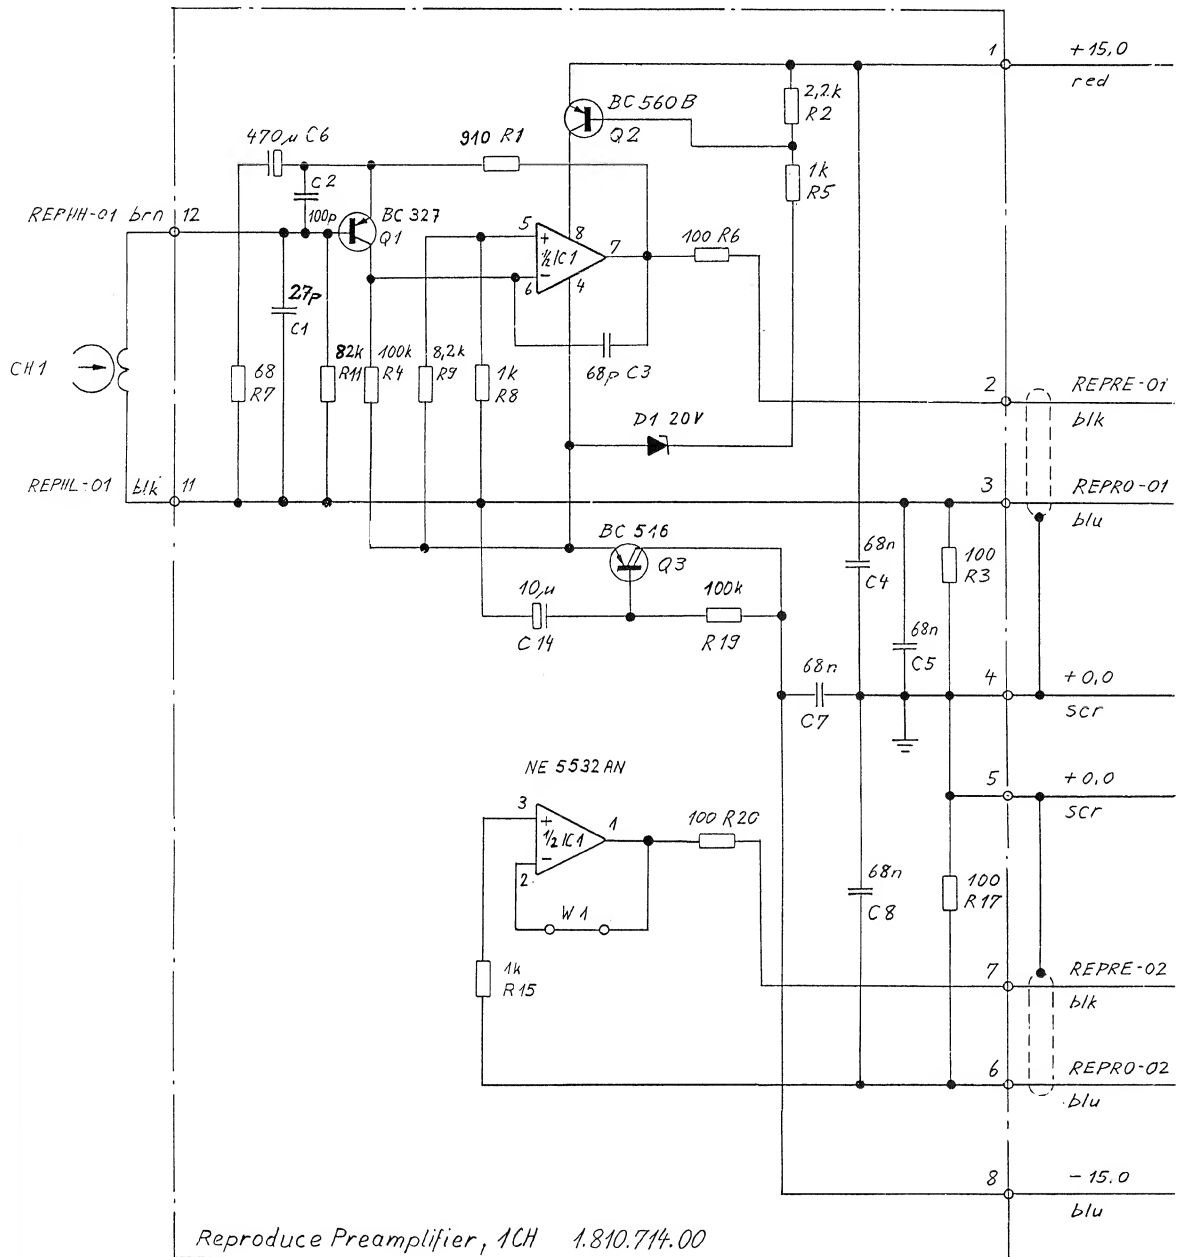 1 +15,0
red
BC 560 B
Q2
2,2k
R2
470µ C6
910 R1
C2
100p
1k
R5
REPHH-01 brn 12
BC 327
Q1
5
+
8
½ IC1
7
100 R6
6
−
4
27p
C1
CH1
68
R7
82k
R11
100k
R4
8,2k
R9
1k
R8
68p C3
2 REPRE-01
blk
D1 20V
REPHL-01 blk 11
3 REPRO-01
blu
BC 516
Q3
68n
C4
100
R3
10µ
C14
100k
R19
68n
C5
68n
C7
4 +0,0
scr
NE 5532AN
5 +0,0
scr
3
+
1/2 IC1
1
100 R20
−
2
W1
68n
C8
100
R17
1k
R15
7 REPRE-02
blk
6 REPRO-02
blu
8 −15.0
blu
Reproduce Preamplifier, 1CH 1.810.714.00